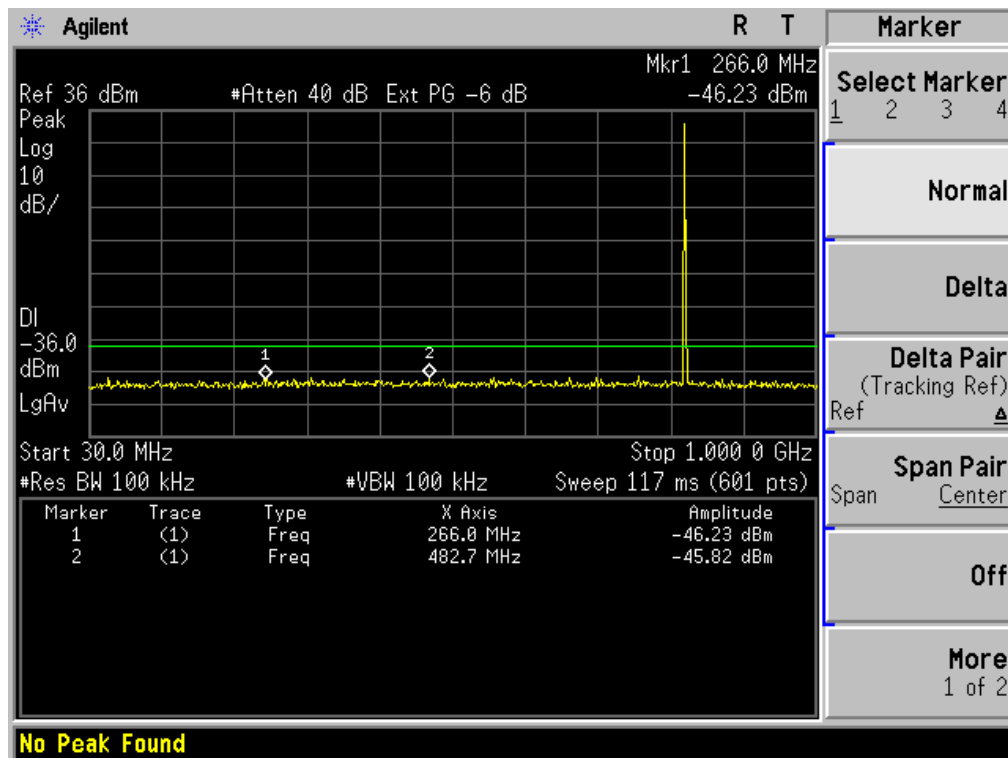 Agilent R T
Mkr1 266.0 MHz
Ref 36 dBm #Atten 40 dB Ext PG -6 dB -46.23 dBm
Peak
Log
10
dB/
DI
-36.0
dBm
LgAv
1
2
Start 30.0 MHz Stop 1.000 0 GHz
#Res BW 100 kHz #VBW 100 kHz Sweep 117 ms (601 pts)
Marker Trace Type X Axis Amplitude
1 (1) Freq 266.0 MHz -46.23 dBm
2 (1) Freq 482.7 MHz -45.82 dBm
No Peak Found
Marker
Select Marker
1 2 3 4
Normal
Delta
Delta Pair
(Tracking Ref)
Ref Δ
Span Pair
Span Center
Off
More
1 of 2